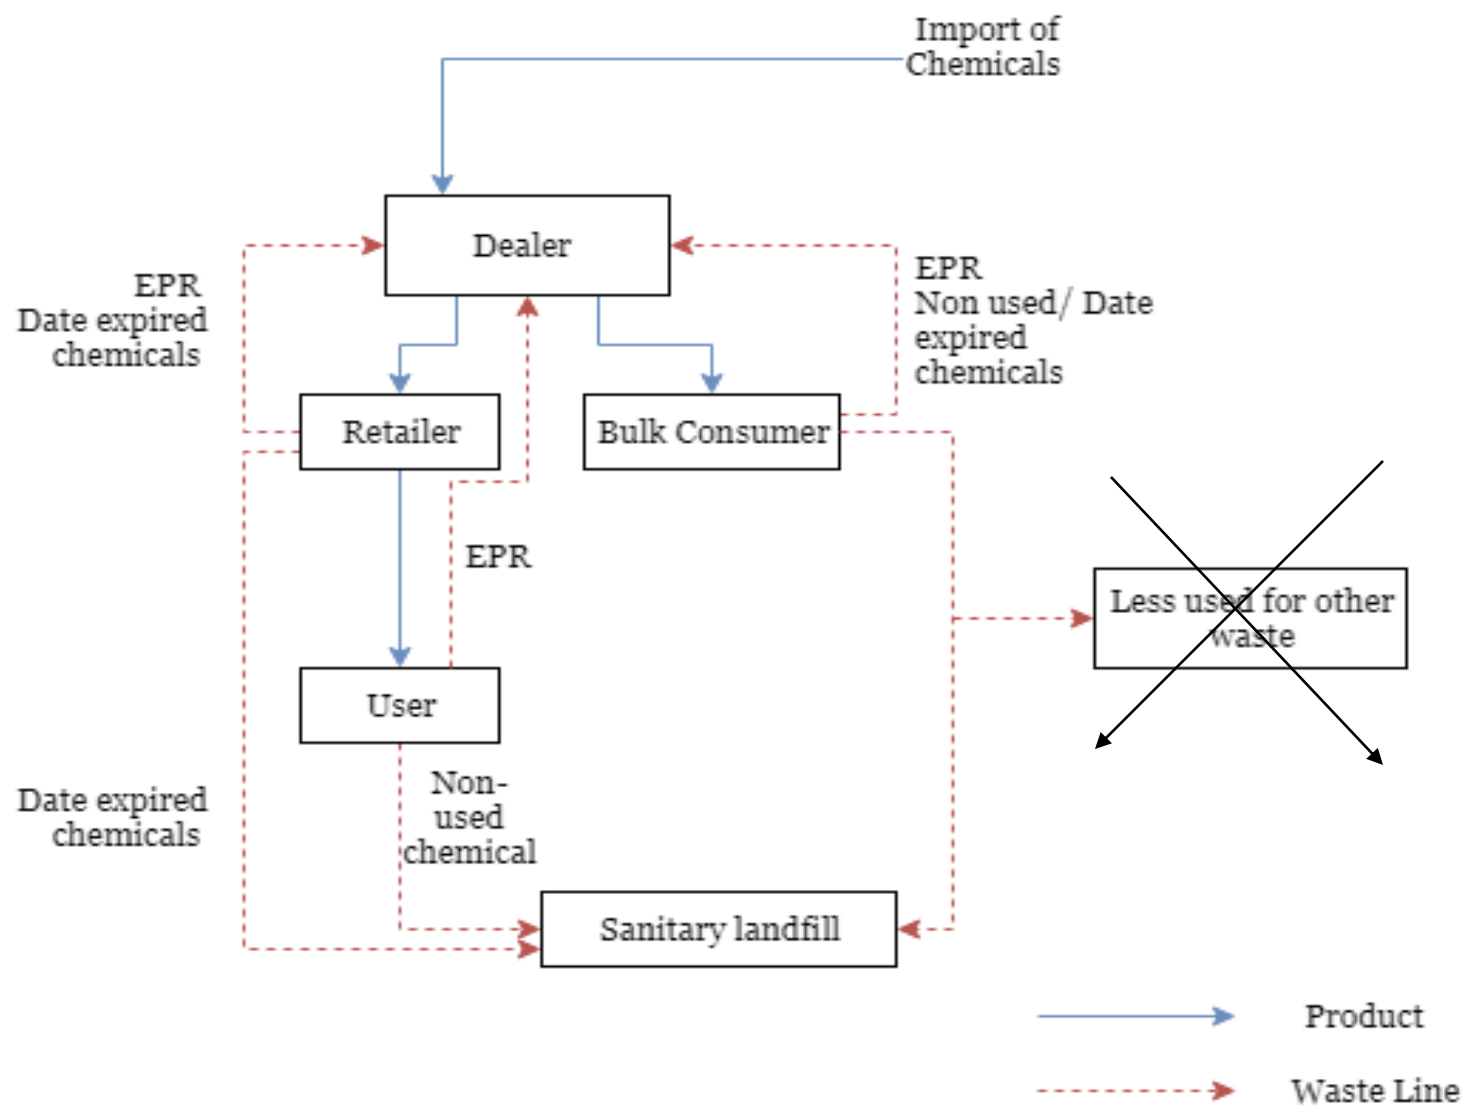 Import of
Chemicals
Dealer
EPR
Date expired
chemicals
EPR
Non used/ Date
expired
chemicals
Retailer
Bulk Consumer
EPR
Less used for other
waste
User
Non-
used
chemical
Date expired
chemicals
Sanitary landfill
Product
Waste Line